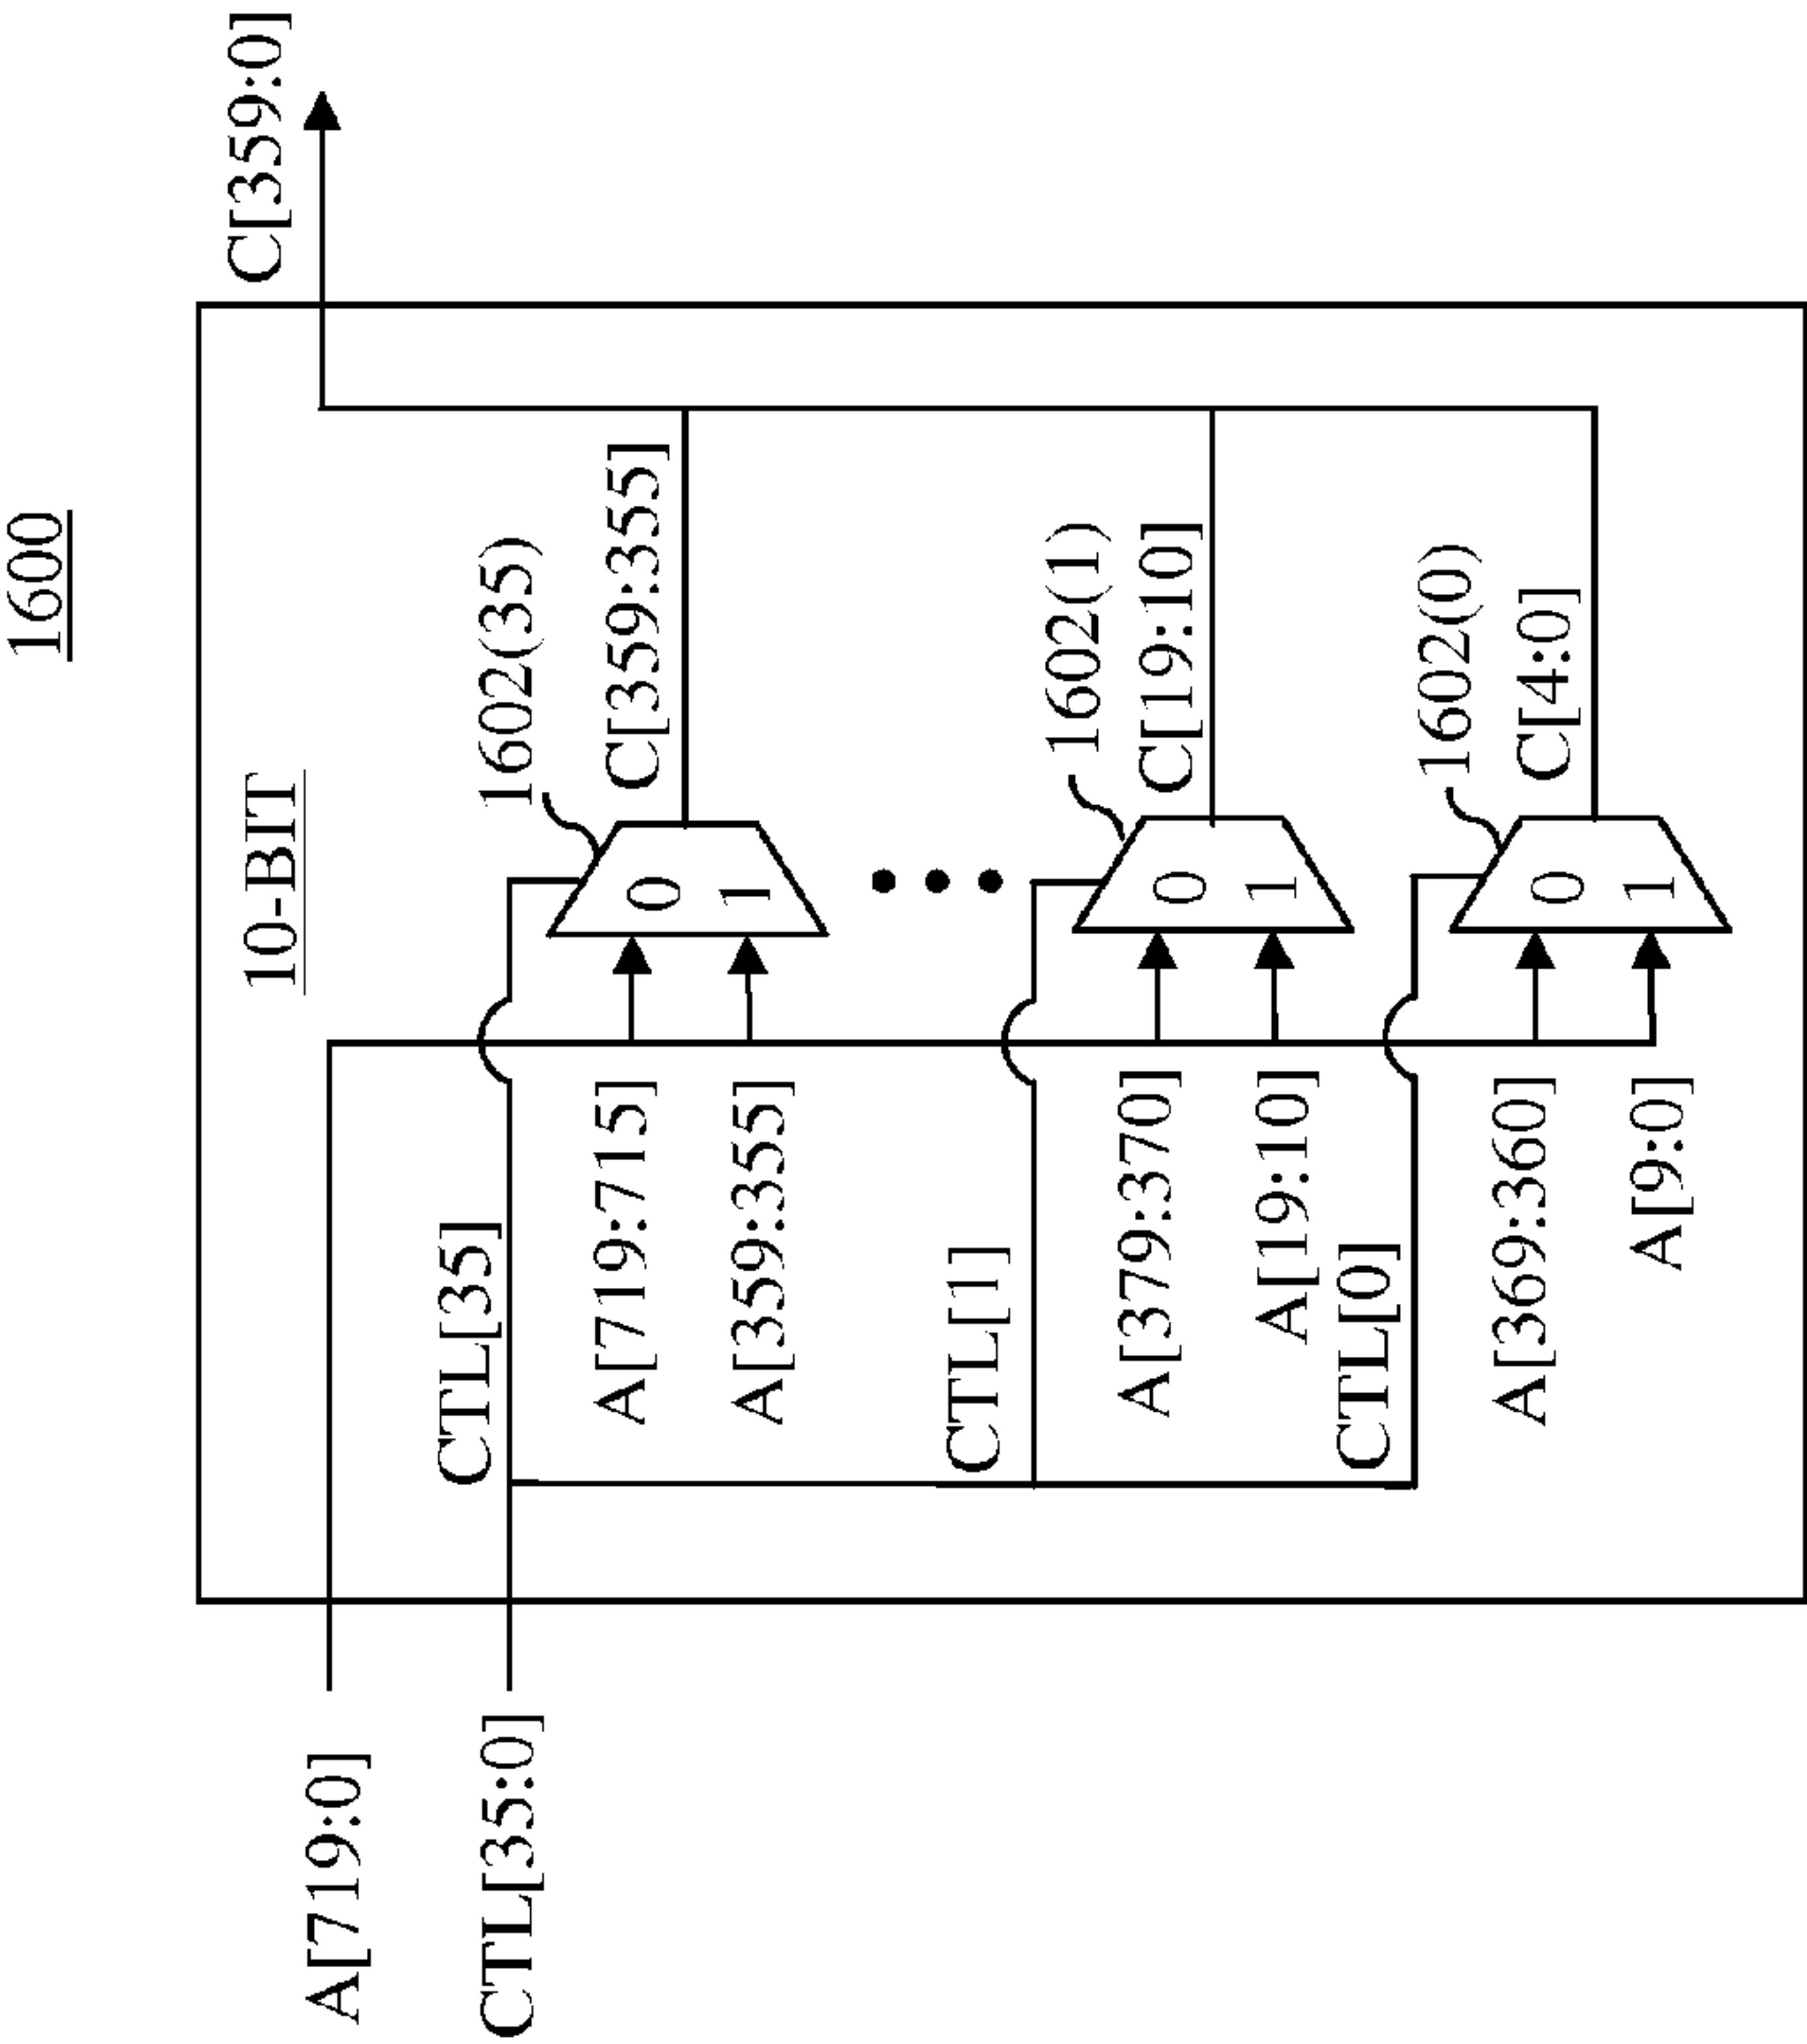 1600
10-BIT
A[719:0]
CTL[35:0]
C[359:0]
CTL[35]
1602(35)
A[719:715]
0
C[359:355]
A[359:355]
1
CTL[1]
1602(1)
A[379:370]
0
C[19:10]
A[19:10]
1
CTL[0]
1602(0)
A[369:360]
0
C[4:0]
A[9:0]
1